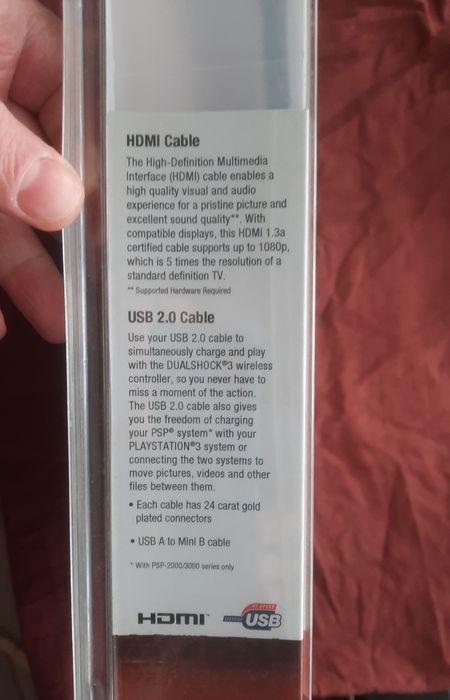 HDMI Cable
The High-Definition Multimedia
Interface (HDMI) cable enables a
high quality visual and audio
experience for a pristine picture and
excellent sound quality**. With
compatible displays, this HDMI 1.3a
certified cable supports up to 1080p,
which is 5 times the resolution of a
standard definition TV.
** Supported Hardware Required
USB 2.0 Cable
Use your USB 2.0 cable to
simultaneously charge and play
with the DUALSHOCK®3 wireless
controller, so you never have to
miss a moment of the action.
The USB 2.0 cable also gives
you the freedom of charging
your PSP® system* with your
PLAYSTATION®3 system or
connecting the two systems to
move pictures, videos and other
files between them.
• Each cable has 24 carat gold
plated connectors
• USB A to Mini B cable
* With PSP-2000/3000 series only
HDMI™
HI-SPEED
CERTIFIED USB